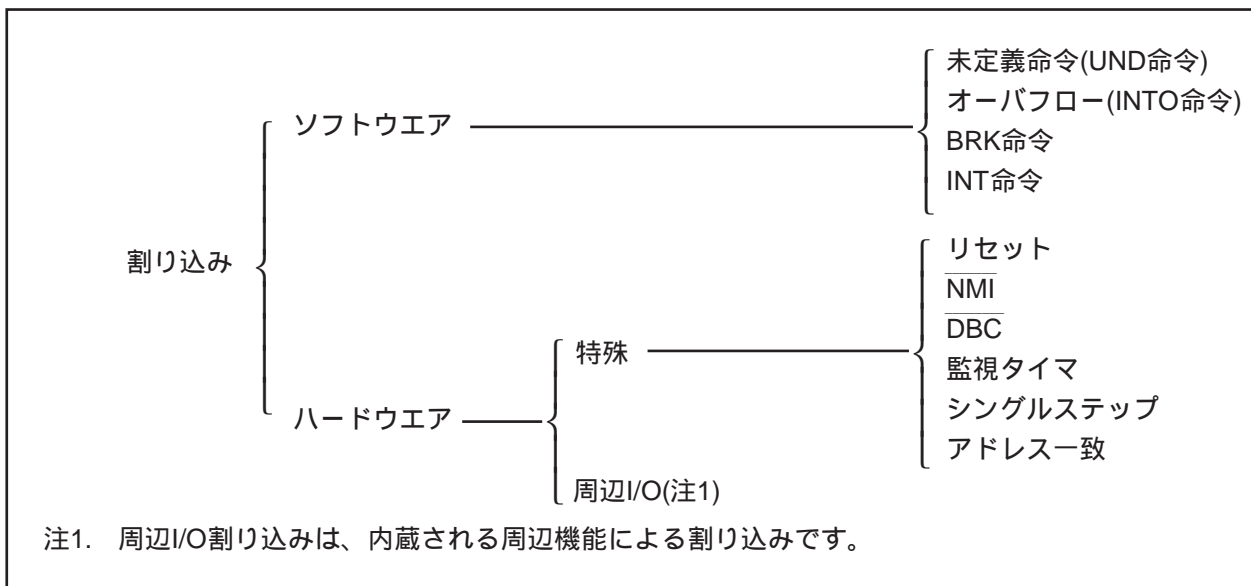 未定義命令(UND命令)
オーバフロー(INTO命令)
ソフトウエア
BRK命令
INT命令
割り込み
リセット
NMI
DBC
特殊
監視タイマ
シングルステップ
ハードウエア
アドレス一致
周辺I/O(注1)
注1. 周辺I/O割り込みは、内蔵される周辺機能による割り込みです。